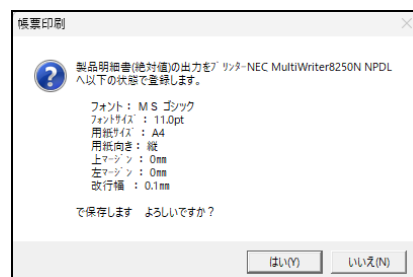 帳票印刷
製品明細書(絶対値)の出力をﾌﾟﾘﾝﾀｰNEC MultiWriter8250N NPDL
へ以下の状態で登録します。
フォント： ＭＳ ゴシック
ﾌｫﾝﾄｻｲｽﾞ： 11.0pt
用紙ｻｲｽﾞ： A4
用紙向き： 縦
上ﾏｰｼﾞﾝ ： 0mm
左ﾏｰｼﾞﾝ ： 0mm
改行幅 ： 0.1mm
で保存します　よろしいですか？
はい(Y)
いいえ(N)